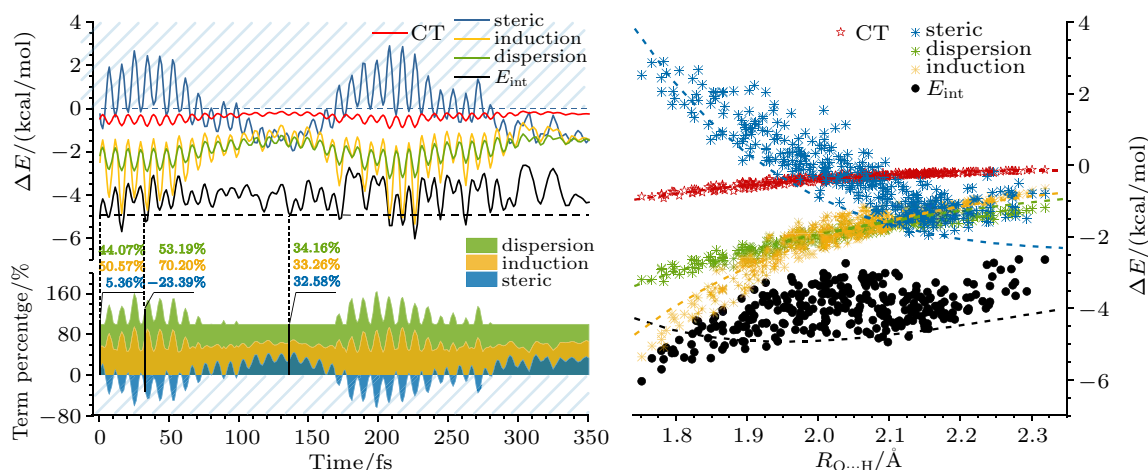 4
2
0
−2
−4
−6
ΔE/(kcal/mol)
CT
steric
induction
dispersion
E_int
44.07% 53.19% 34.16%
50.57% 70.20% 33.26%
5.36% −23.39% 32.58%
dispersion
induction
steric
160
80
0
−80
Term percentge/%
0 50 100 150 200 250 300 350
Time/fs
CT
steric
dispersion
induction
E_int
4
2
0
−2
−4
−6
ΔE/(kcal/mol)
1.8 1.9 2.0 2.1 2.2 2.3
R_O···H/Å